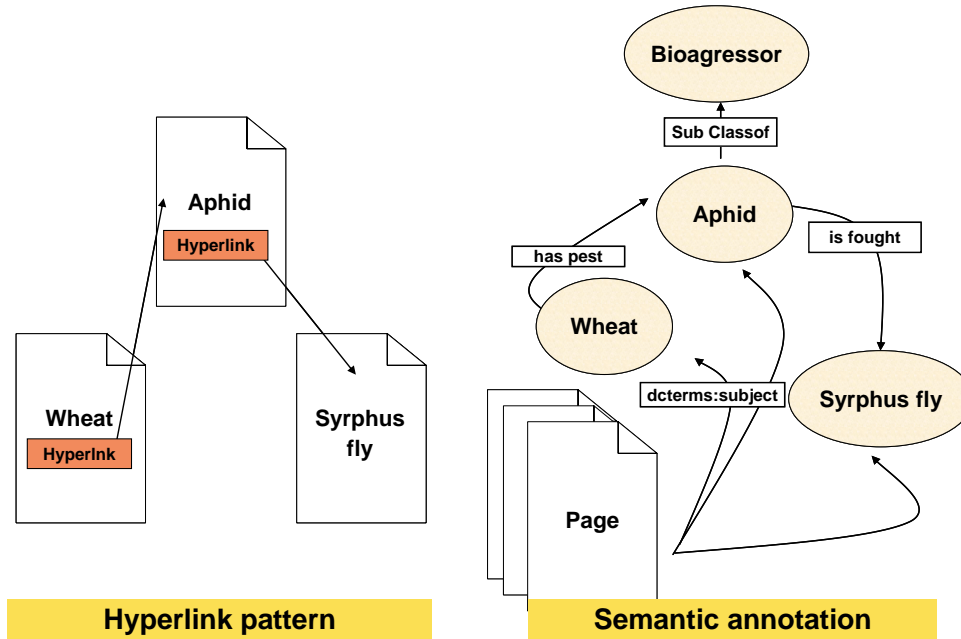 Aphid
Hyperlink
Wheat
Hyperlnk
Syrphus
fly
Hyperlink pattern
Bioagressor
Sub Classof
Aphid
is fought
has pest
Wheat
dcterms:subject
Syrphus fly
Page
Semantic annotation